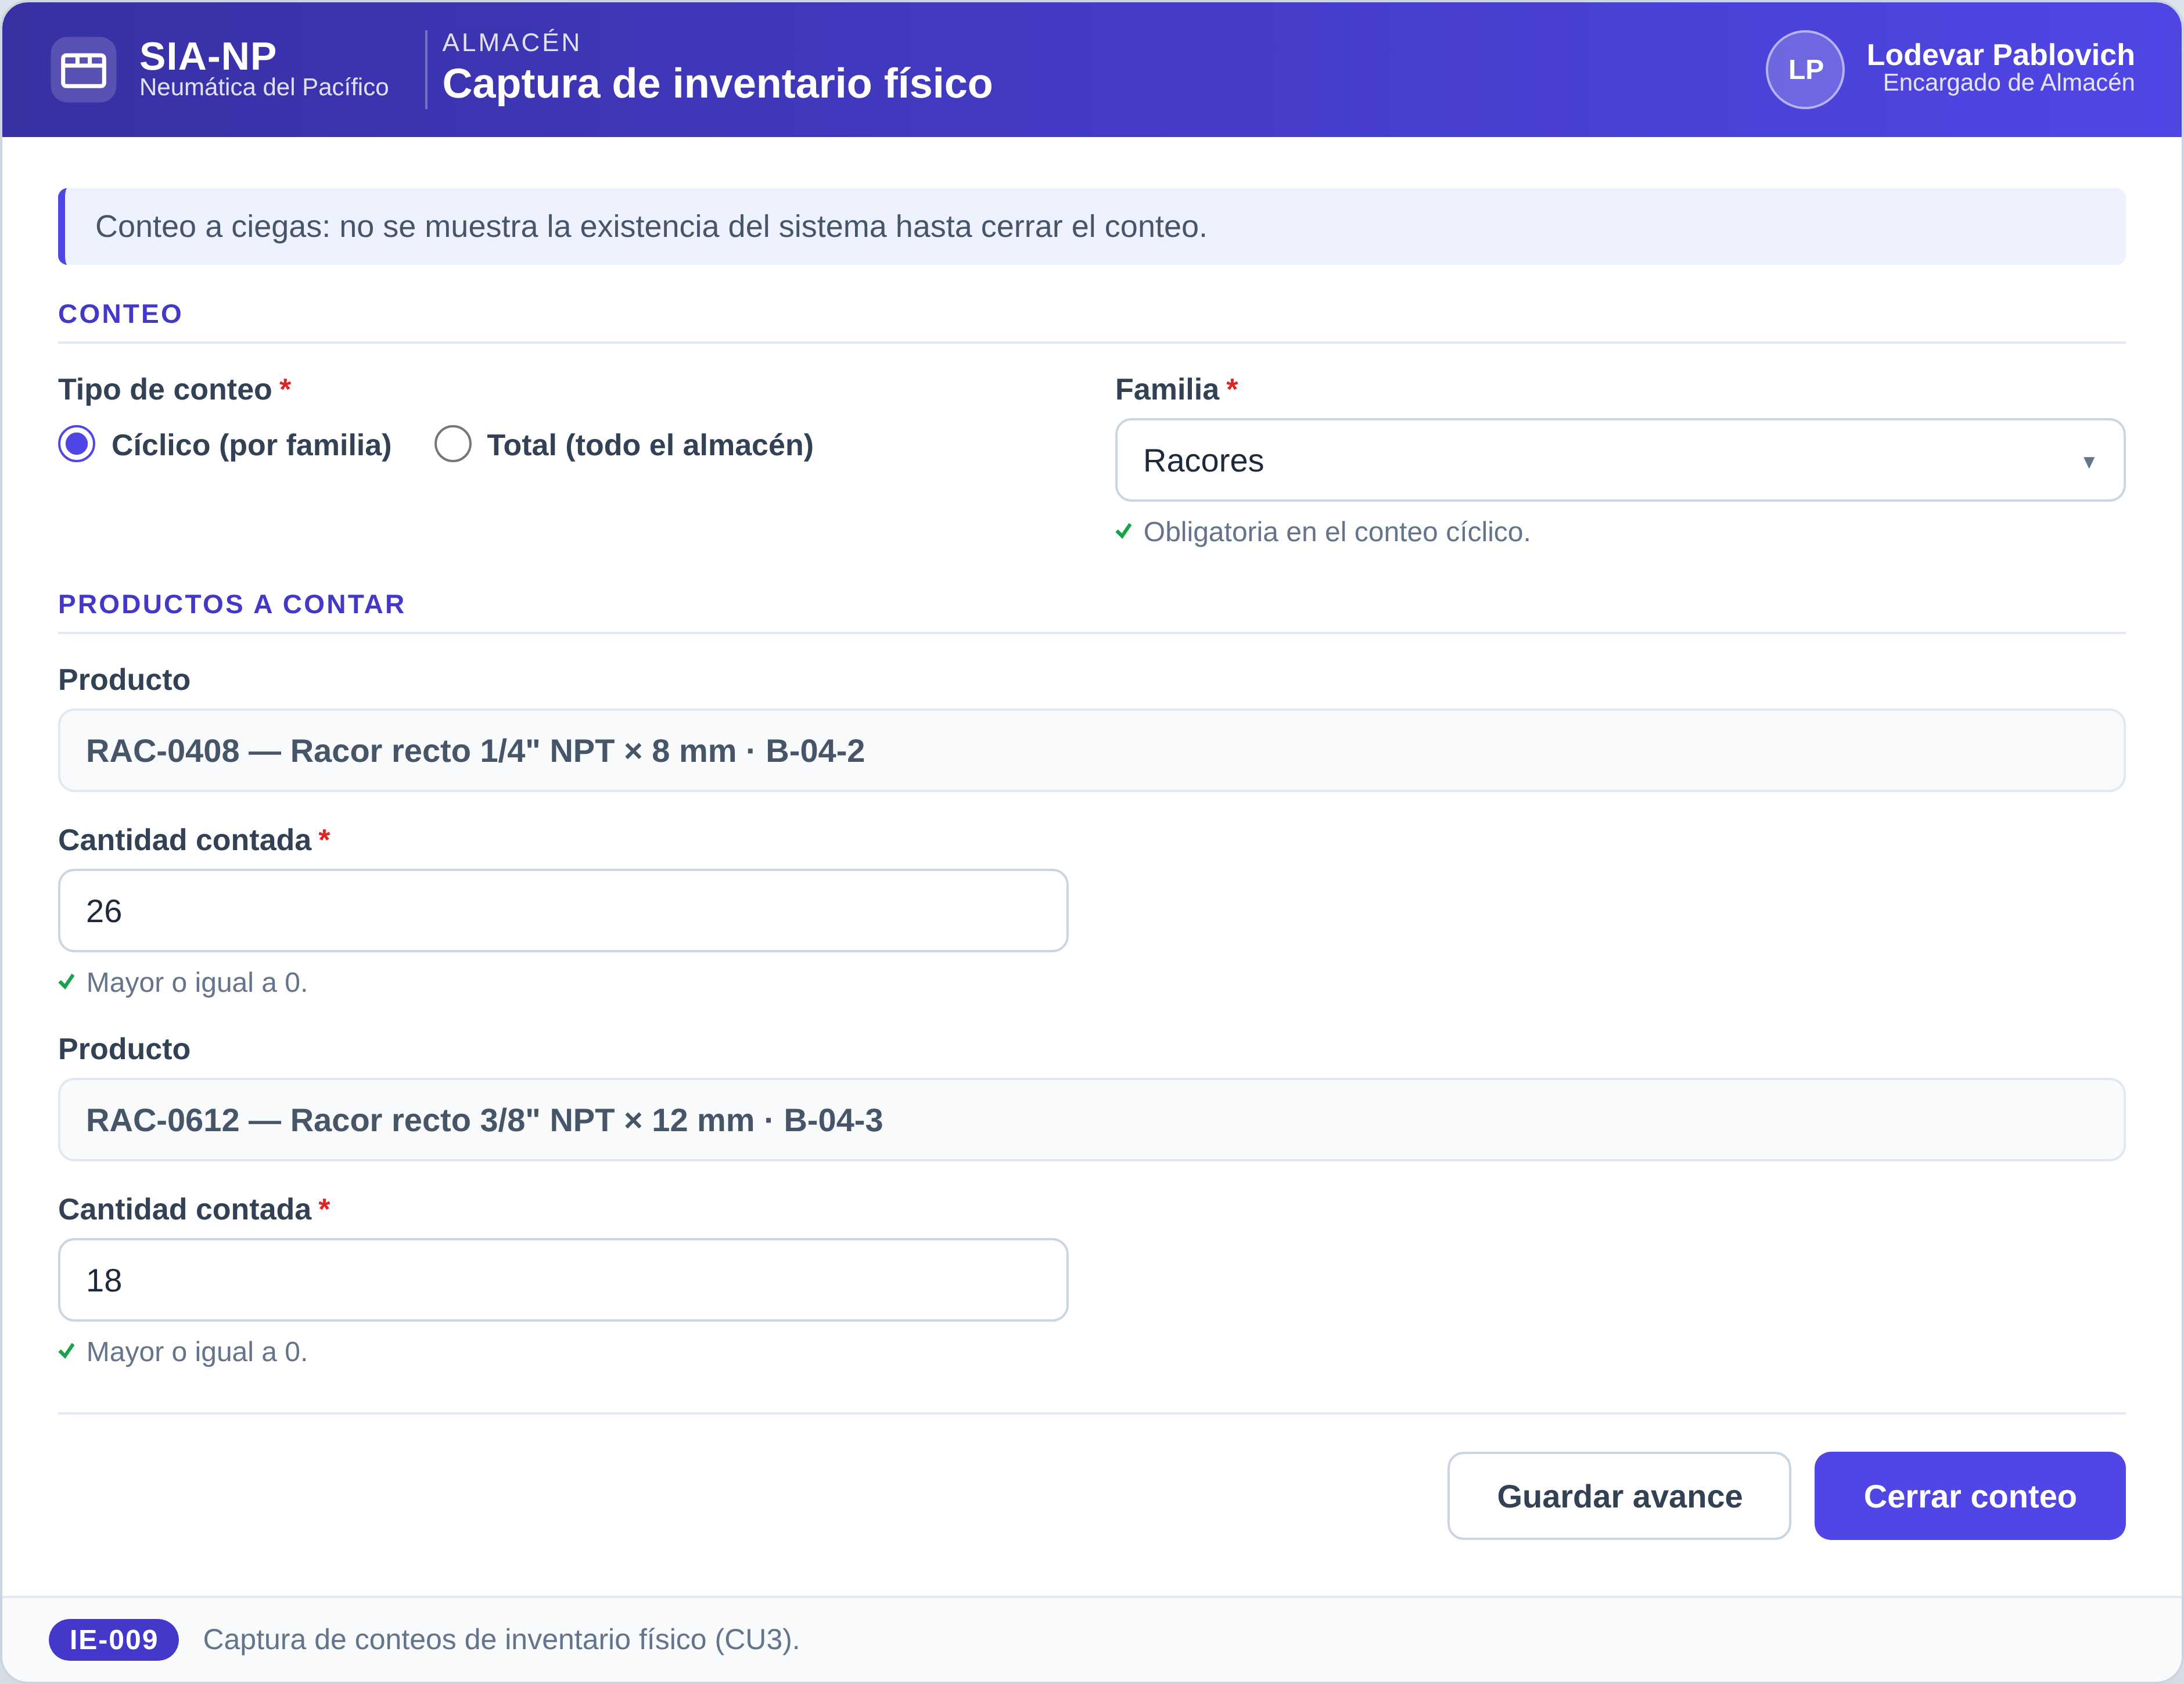 SIA-NP
Neumática del Pacífico
ALMACÉN
Captura de inventario físico
LP
Lodevar Pablovich
Encargado de Almacén
Conteo a ciegas: no se muestra la existencia del sistema hasta cerrar el conteo.
CONTEO
Tipo de conteo *
Cíclico (por familia)
Total (todo el almacén)
Familia *
Racores
Obligatoria en el conteo cíclico.
PRODUCTOS A CONTAR
Producto
RAC-0408 — Racor recto 1/4" NPT × 8 mm · B-04-2
Cantidad contada *
26
Mayor o igual a 0.
Producto
RAC-0612 — Racor recto 3/8" NPT × 12 mm · B-04-3
Cantidad contada *
18
Mayor o igual a 0.
Guardar avance
Cerrar conteo
IE-009
Captura de conteos de inventario físico (CU3).